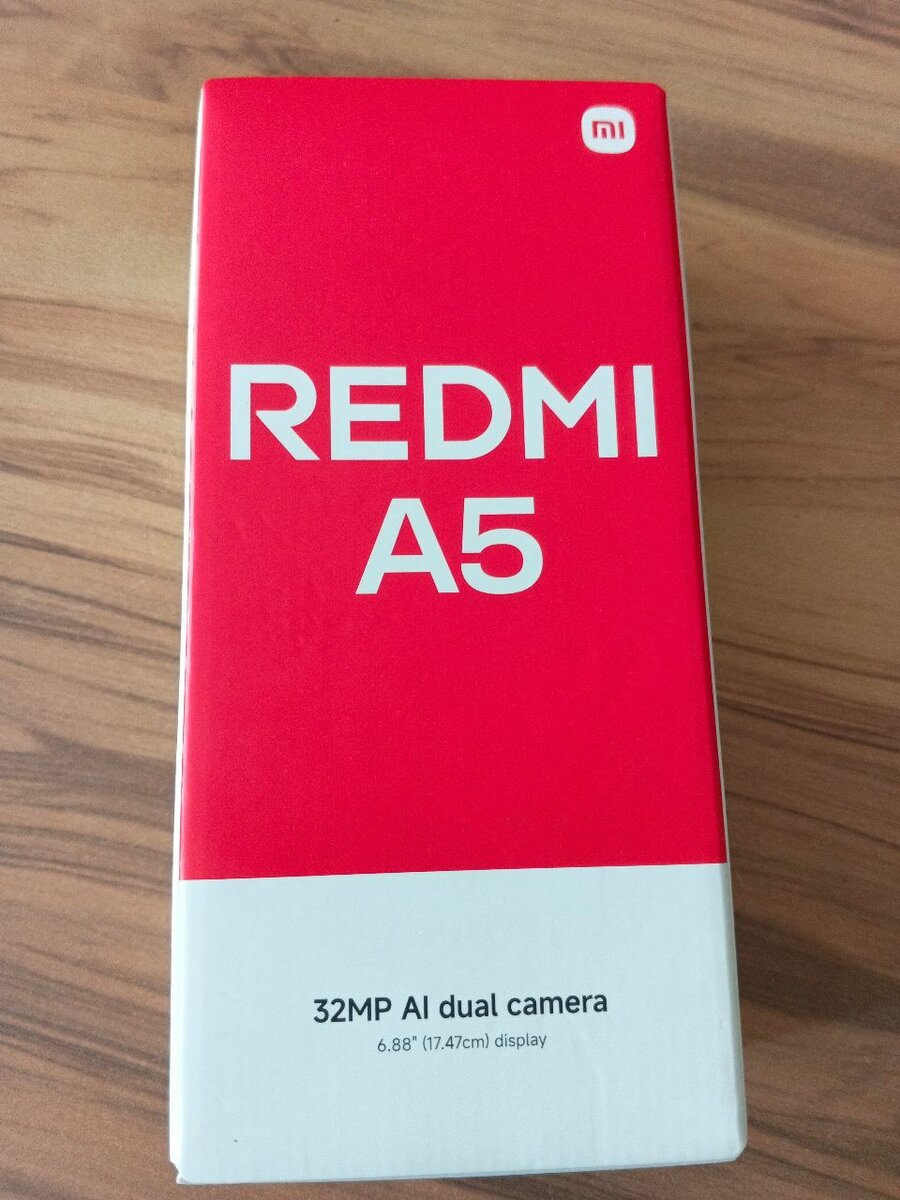 mi
REDMI
A5
32MP AI dual camera
6.88" (17.47cm) display